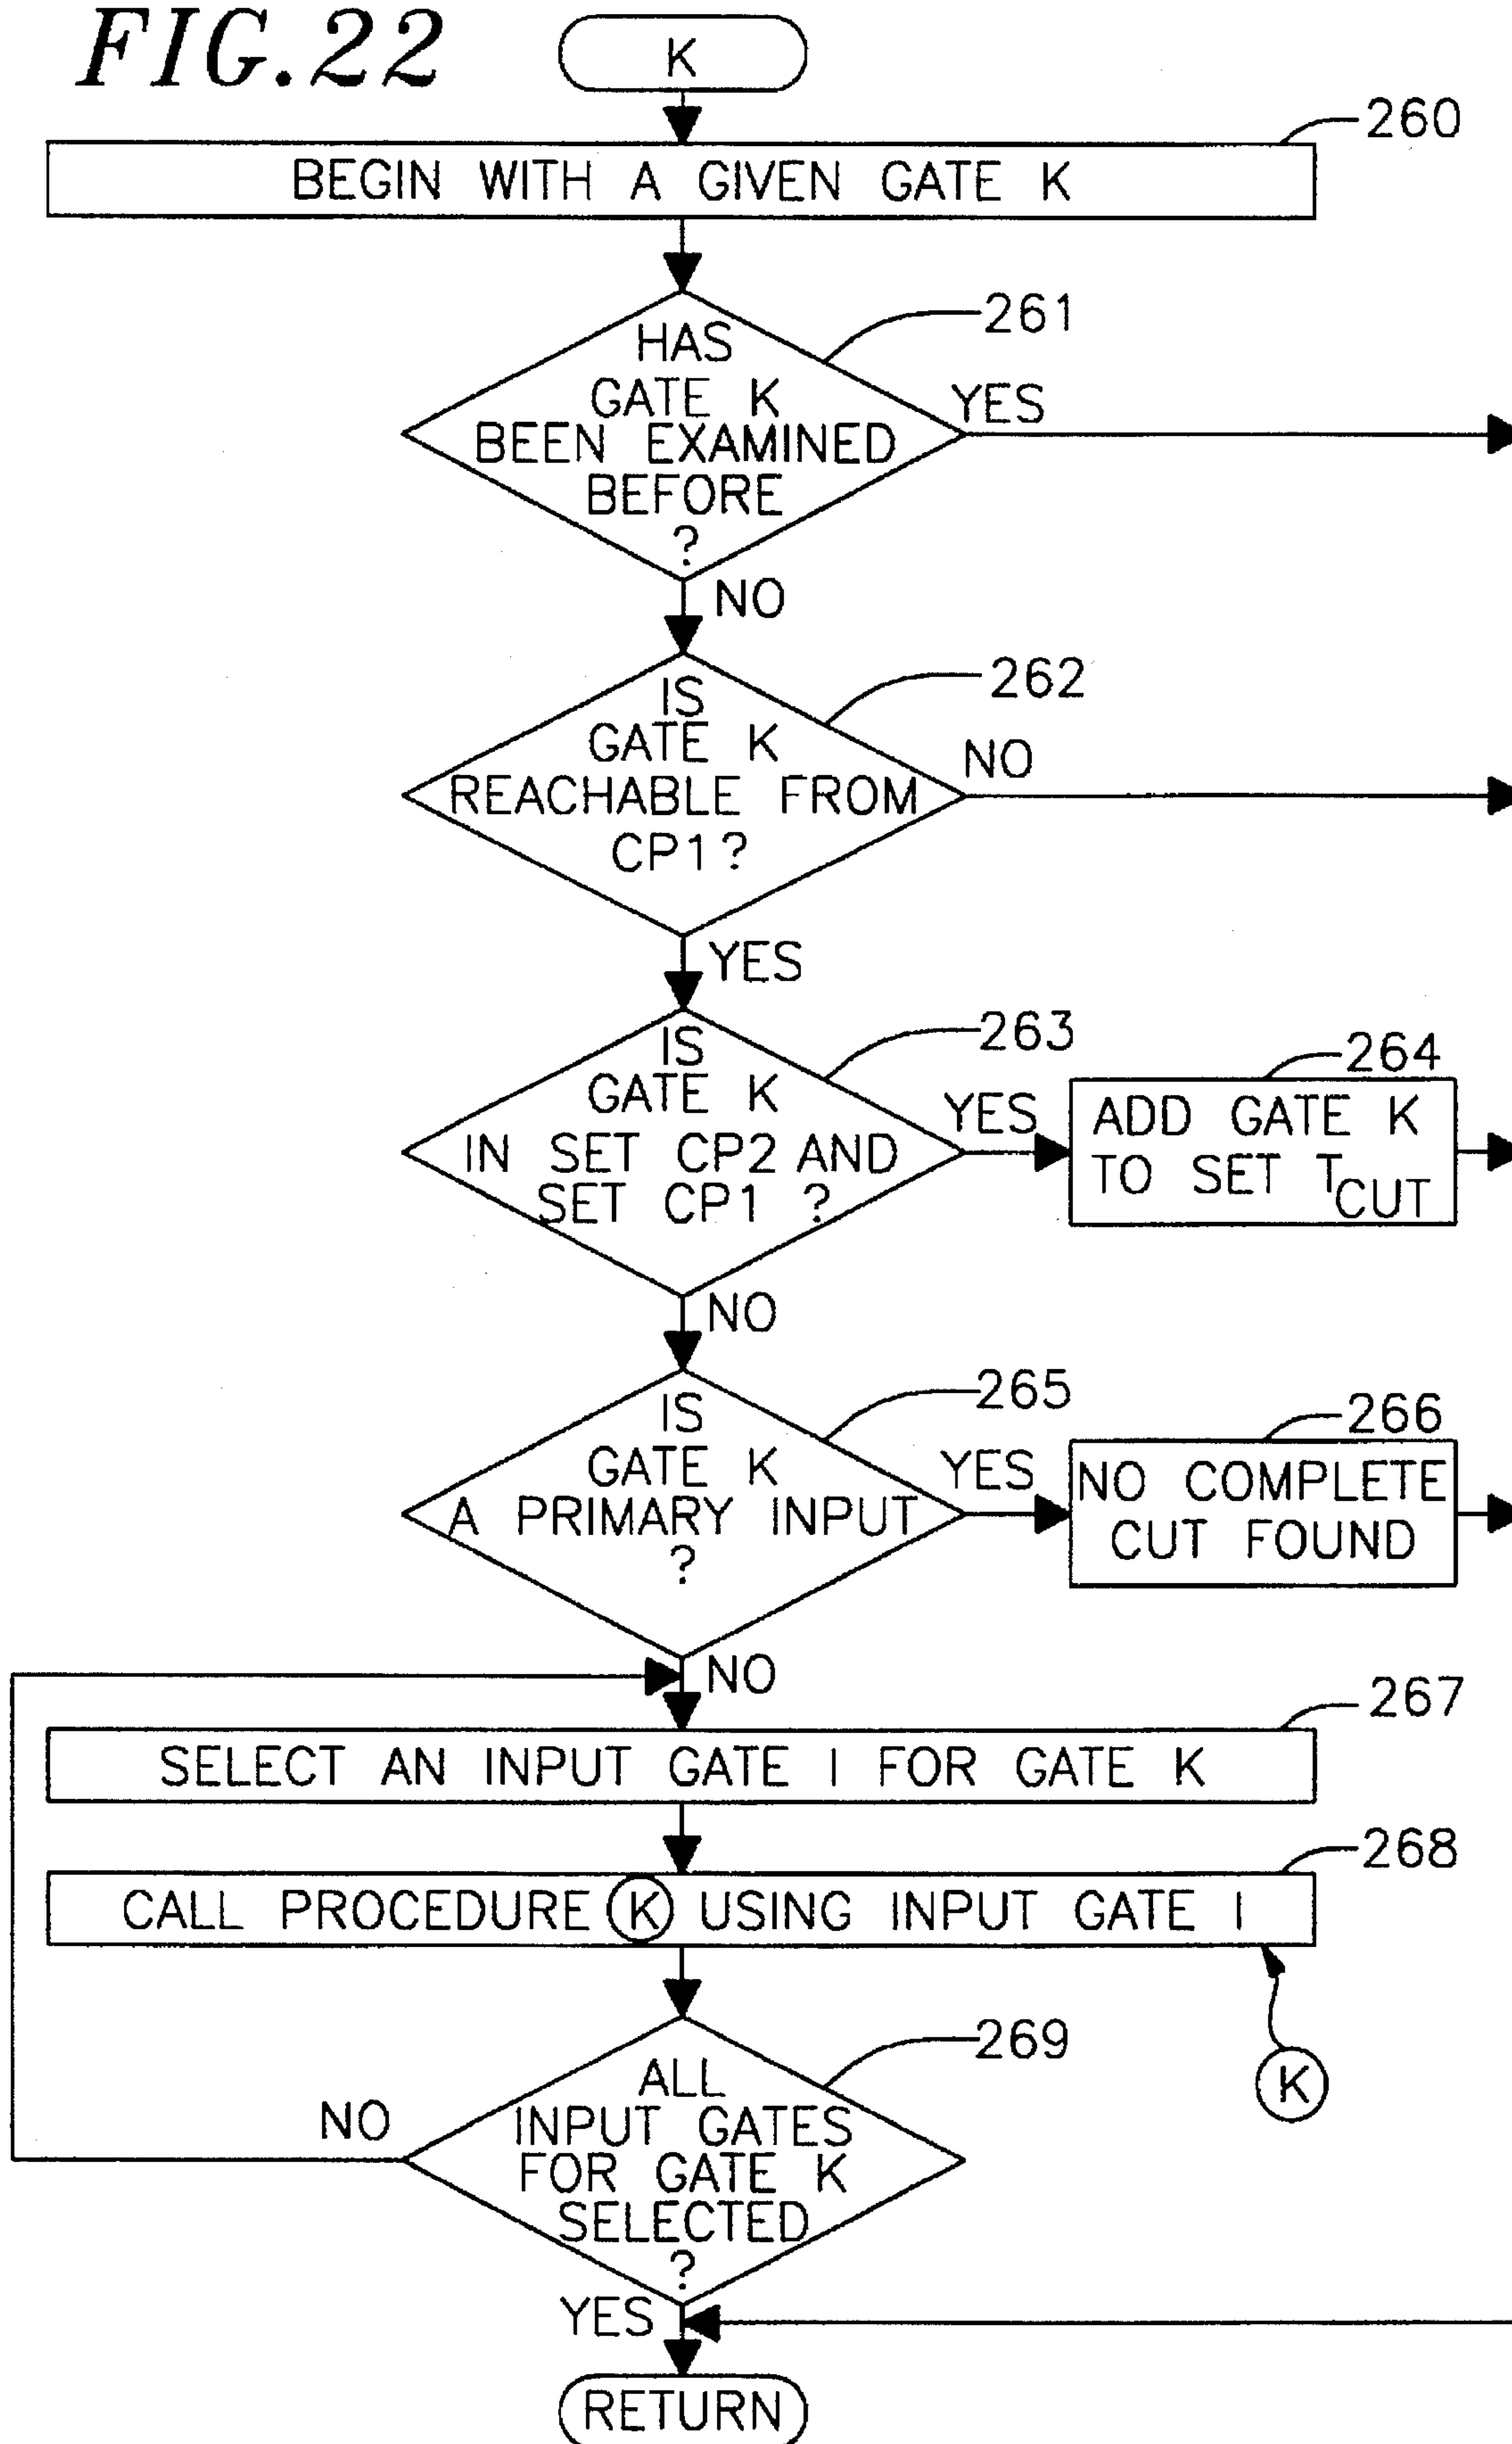 FIG.22
K
260
BEGIN WITH A GIVEN GATE K
261
HAS
GATE K
BEEN EXAMINED
BEFORE
?
YES
NO
262
IS
GATE K
REACHABLE FROM
CP1?
NO
YES
263
IS
GATE K
IN SET CP2 AND
SET CP1 ?
YES
264
ADD GATE K
TO SET TCUT
NO
265
IS
GATE K
A PRIMARY INPUT
?
YES
266
NO COMPLETE
CUT FOUND
NO
267
SELECT AN INPUT GATE I FOR GATE K
268
CALL PROCEDURE K USING INPUT GATE I
K
269
ALL
INPUT GATES
FOR GATE K
SELECTED
?
NO
YES
RETURN